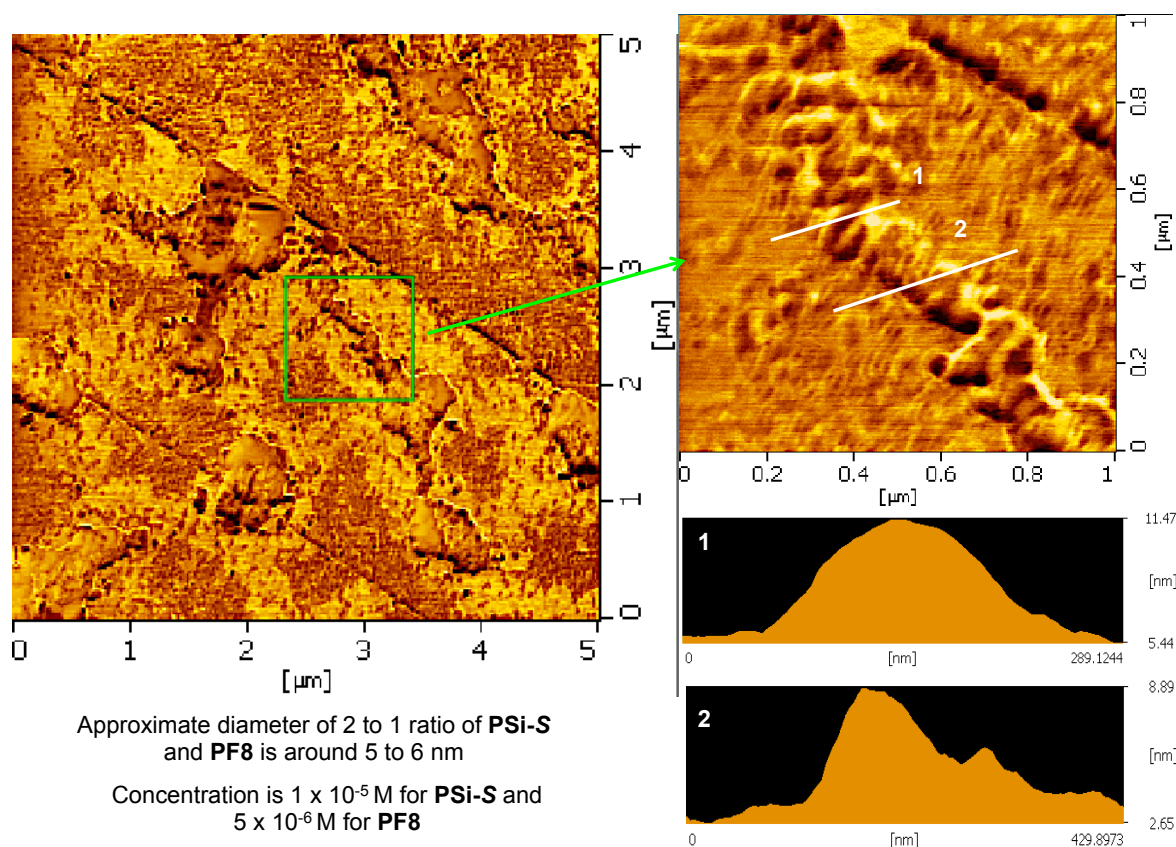 5
4
3
2
1
0
0 1 2 3 4 5
[µm]
[µm]
1
0.8
0.6
0.4
0.2
0
[µm]
0 0.2 0.4 0.6 0.8 1
[µm]
1
2
1
11.47
[nm]
5.44
0 [nm] 289.1244
2
8.89
[nm]
2.65
0 [nm] 429.8973
Approximate diameter of 2 to 1 ratio of PSi-S
and PF8 is around 5 to 6 nm
Concentration is 1 x 10⁻⁵ M for PSi-S and
5 x 10⁻⁶ M for PF8